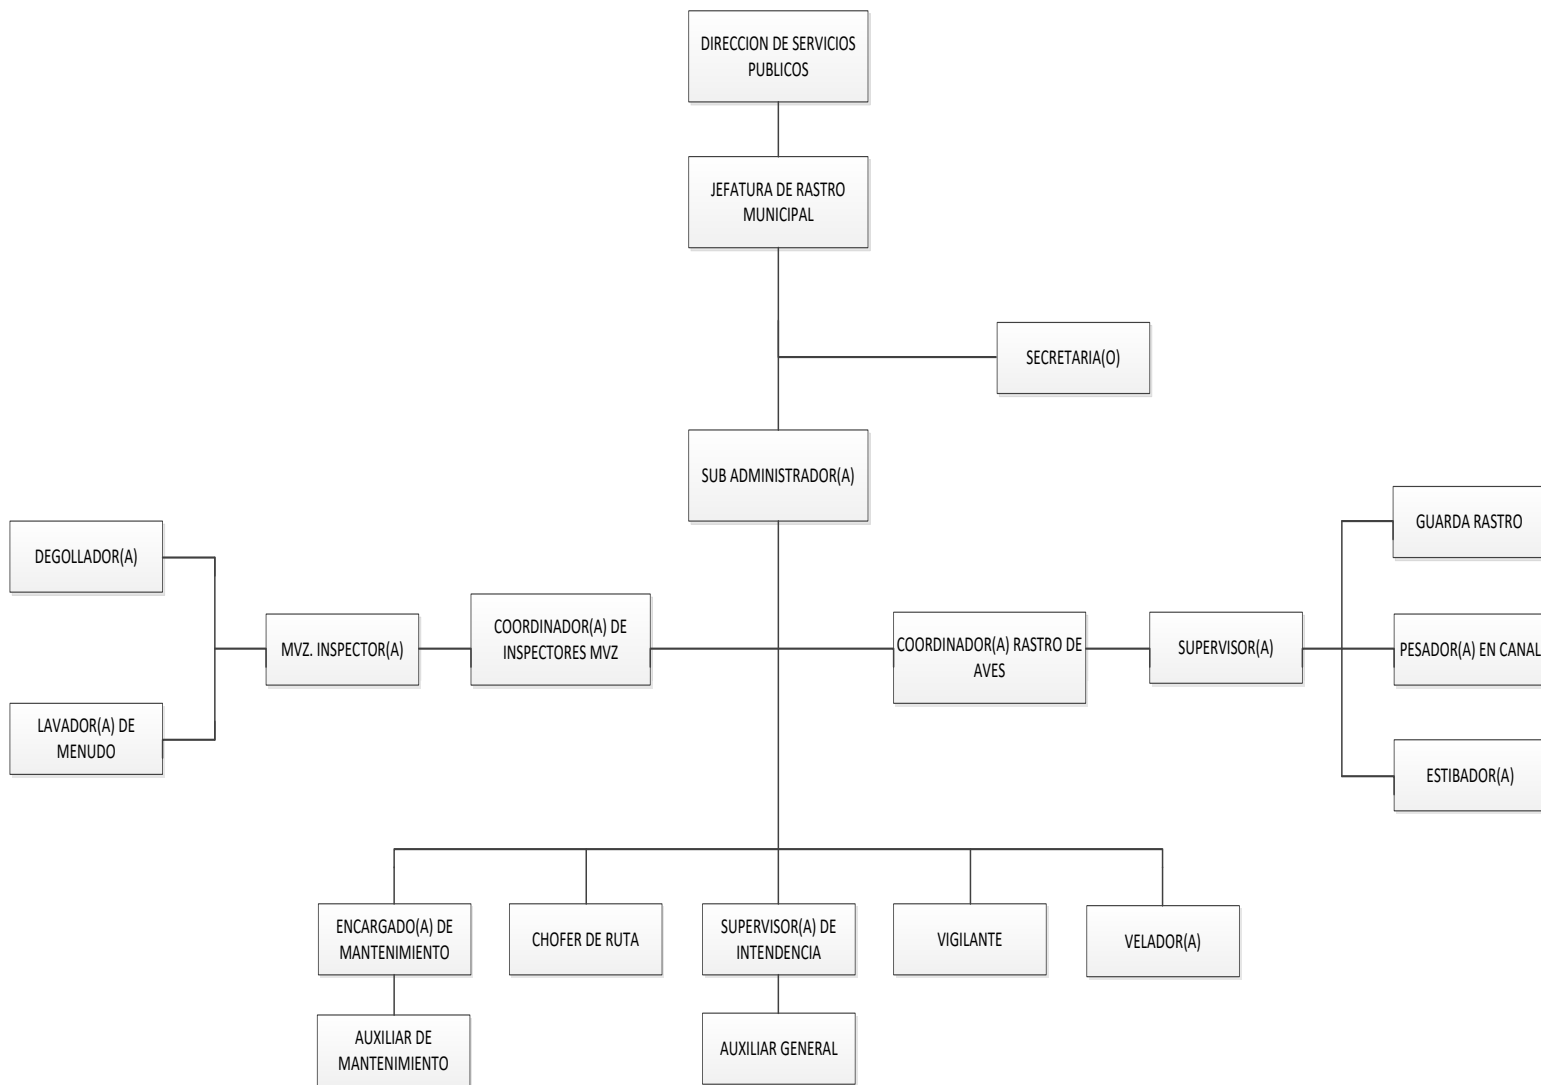 DIRECCION DE SERVICIOS
PUBLICOS
JEFATURA DE RASTRO
MUNICIPAL
SECRETARIA(O)
SUB ADMINISTRADOR(A)
GUARDA RASTRO
DEGOLLADOR(A)
COORDINADOR(A) DE
INSPECTORES MVZ
MVZ. INSPECTOR(A)
COORDINADOR(A) RASTRO DE
AVES
SUPERVISOR(A)
PESADOR(A) EN CANAL
LAVADOR(A) DE
MENUDO
ESTIBADOR(A)
ENCARGADO(A) DE
MANTENIMIENTO
CHOFER DE RUTA
SUPERVISOR(A) DE
INTENDENCIA
VIGILANTE
VELADOR(A)
AUXILIAR DE
MANTENIMIENTO
AUXILIAR GENERAL